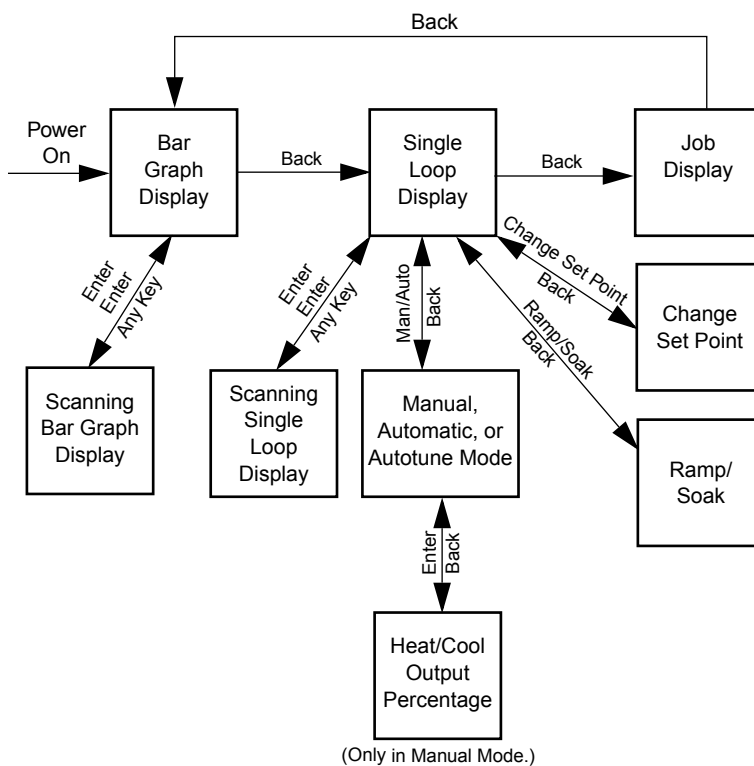 Back
Power
On
Bar
Graph
Display
Back
Single
Loop
Display
Back
Job
Display
Enter
Enter
Any Key
Enter
Enter
Any Key
Man/Auto
Back
Change Set Point
Back
Ramp/Soak
Back
Change
Set Point
Scanning
Bar Graph
Display
Scanning
Single
Loop
Display
Manual,
Automatic, or
Autotune Mode
Ramp/
Soak
Enter
Back
Heat/Cool
Output
Percentage
(Only in Manual Mode.)